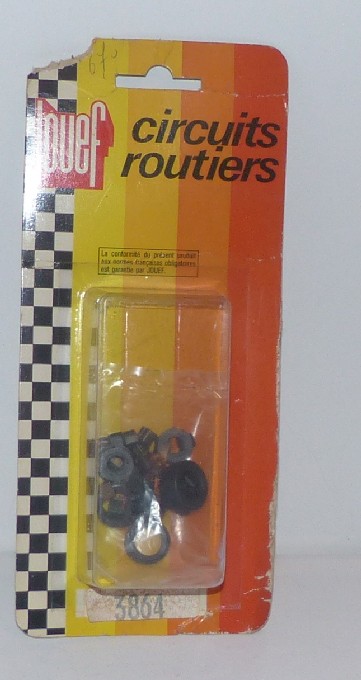 Jouef
circuits
routiers
La conformité du présent produit
aux normes françaises obligatoires
est garantie par JOUEF.
3864